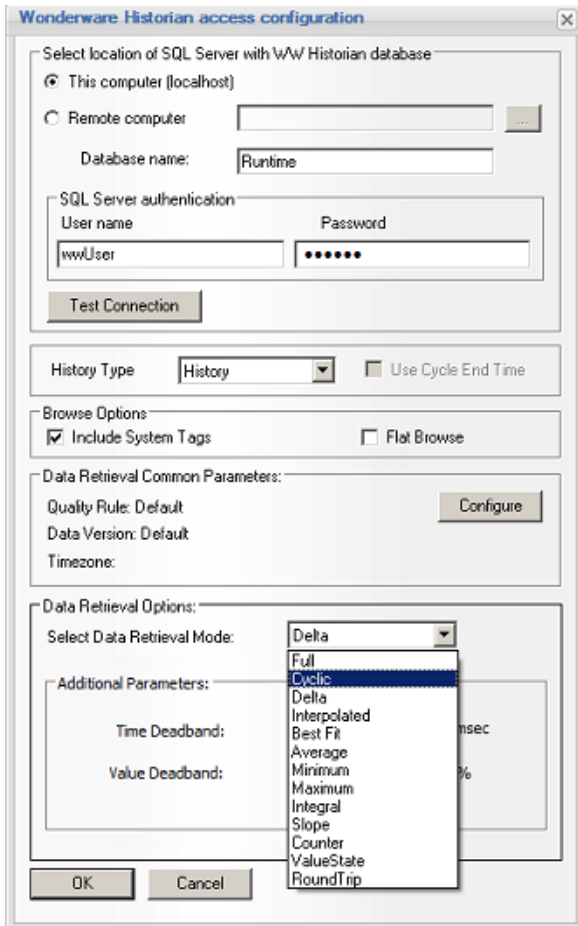 Wonderware Historian access configuration
Select location of SQL Server with WW Historian database
This computer (localhost)
Remote computer
...
Database name: Runtime
SQL Server authentication
User name Password
wwUser ●●●●●●
Test Connection
History Type History Use Cycle End Time
Browse Options
Include System Tags Flat Browse
Data Retrieval Common Parameters:
Quality Rule: Default Configure
Data Version: Default
Timezone:
Data Retrieval Options:
Select Data Retrieval Mode: Delta
Full
Additional Parameters: Cyclic
Delta
Interpolated
Time Deadband: Best Fit msec
Average
Value Deadband: Minimum %
Maximum
Integral
Slope
Counter
ValueState
OK Cancel RoundTrip